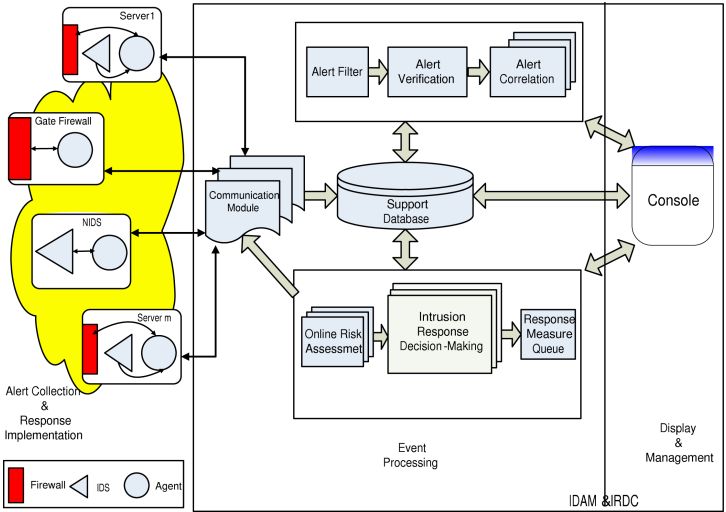 Server1
Gate Firewall
NIDS
Server m
Alert Collection
&
Response
Implementation
Firewall
IDS
Agent
Communication
Module
Alert Filter
Alert
Verification
Alert
Correlation
Support
Database
Online Risk
Assessmet
Intrusion
Response
Decision-Making
Response
Measure
Queue
Event
Processing
Console
Display
&
Management
IDAM &IRDC